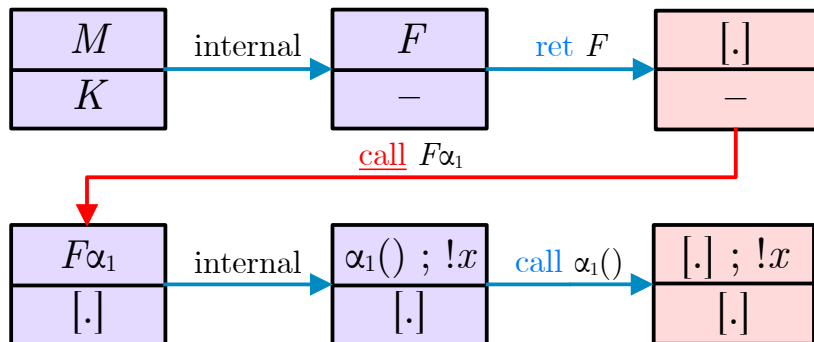 M internal F ret F [.]
K – –
call Fα₁
Fα₁ internal α₁() ; !x call α₁() [.] ; !x
[.] [.] [.]